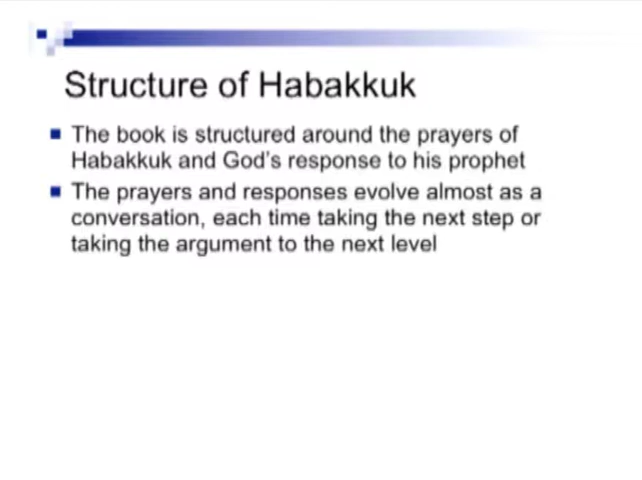 Structure of Habakkuk
The book is structured around the prayers of
Habakkuk and God's response to his prophet
The prayers and responses evolve almost as a
conversation, each time taking the next step or
taking the argument to the next level